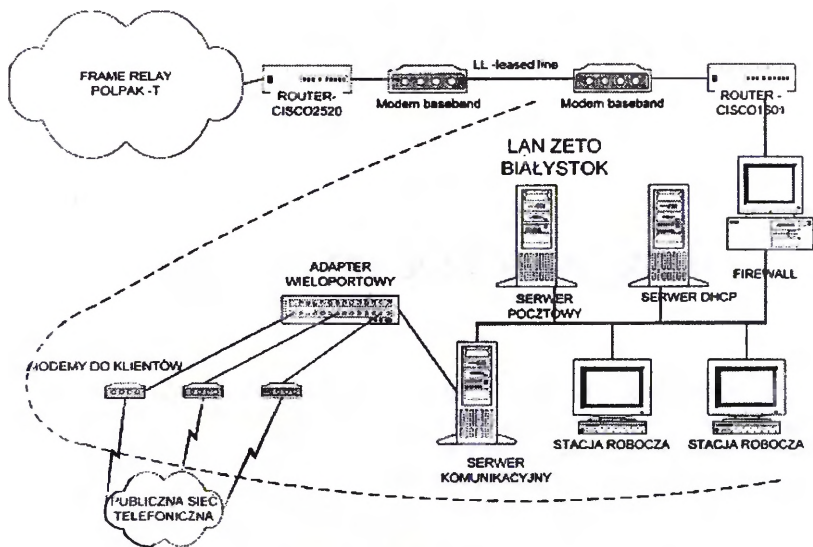 FRAME RELAY
POLPAK -T
ROUTER-
CISCO2520
Modem baseband
LL -leased line
Modem baseband
ROUTER -
CISCO1601
LAN ZETO
BIAŁYSTOK
FIREWALL
SERWER
POCZTOWY
SERWER DHCP
ADAPTER
WIELOPORTOWY
MODEMY DO KLIENTÓW
STACJA ROBOCZA
STACJA ROBOCZA
SERWER
KOMUNIKACYJNY
PUBLICZNA SIEĆ
TELEFONICZNA